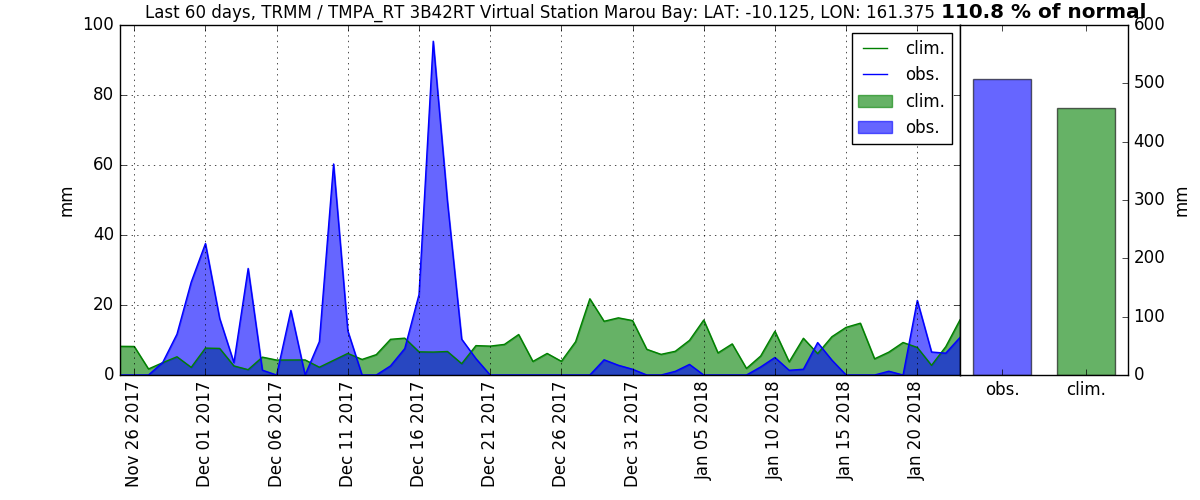 Last 60 days, TRMM / TMPA_RT 3B42RT Virtual Station Marou Bay: LAT: -10.125, LON: 161.375 110.8 % of normal
100
80
60
40
20
0
mm
clim.
obs.
clim.
obs.
600
500
400
300
200
100
0
mm
Nov 26 2017
Dec 01 2017
Dec 06 2017
Dec 11 2017
Dec 16 2017
Dec 21 2017
Dec 26 2017
Dec 31 2017
Jan 05 2018
Jan 10 2018
Jan 15 2018
Jan 20 2018
obs.
clim.